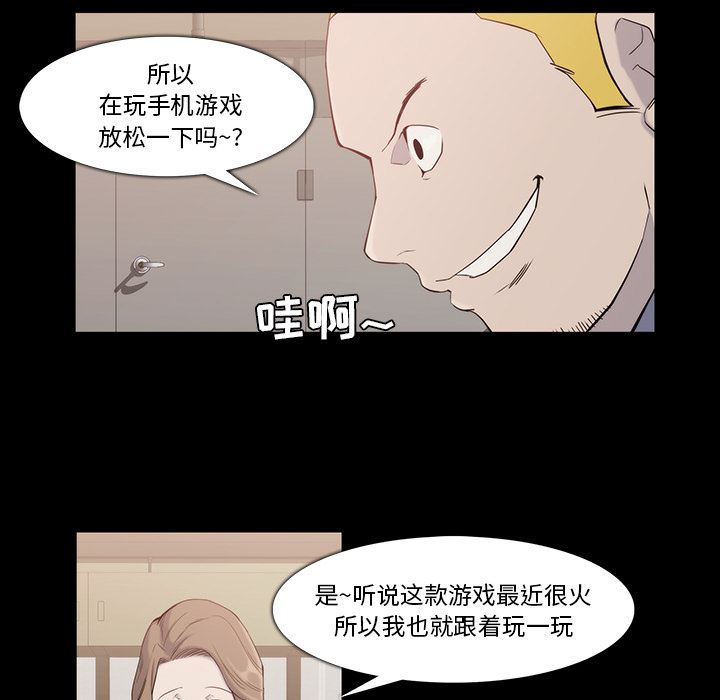 所以
在玩手机游戏
放松一下吗~?
哇啊~
是~听说这款游戏最近很火
所以我也就跟着玩一玩